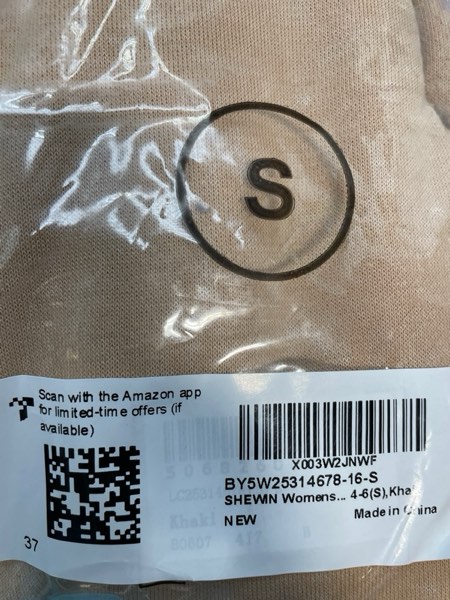 S
Scan with the Amazon app
for limited-time offers (if
available)
37
X003W2JNWF
BY5W25314678-16-S
SHEWIN Womens... 4-6(S),Kha
NEW
Made in China
Khaki